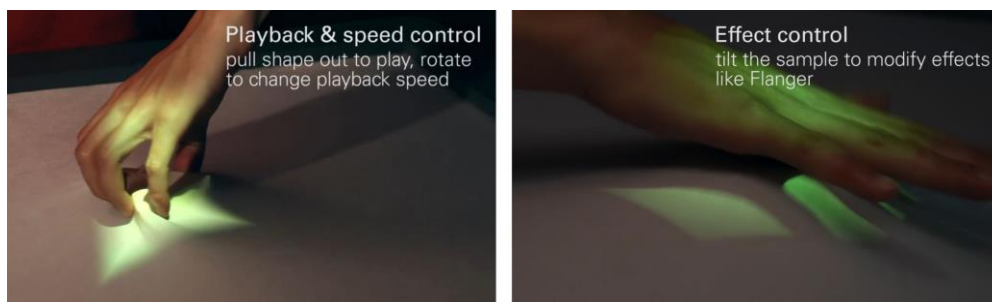 Playback & speed control
pull shape out to play, rotate
to change playback speed
Effect control
tilt the sample to modify effects
like Flanger